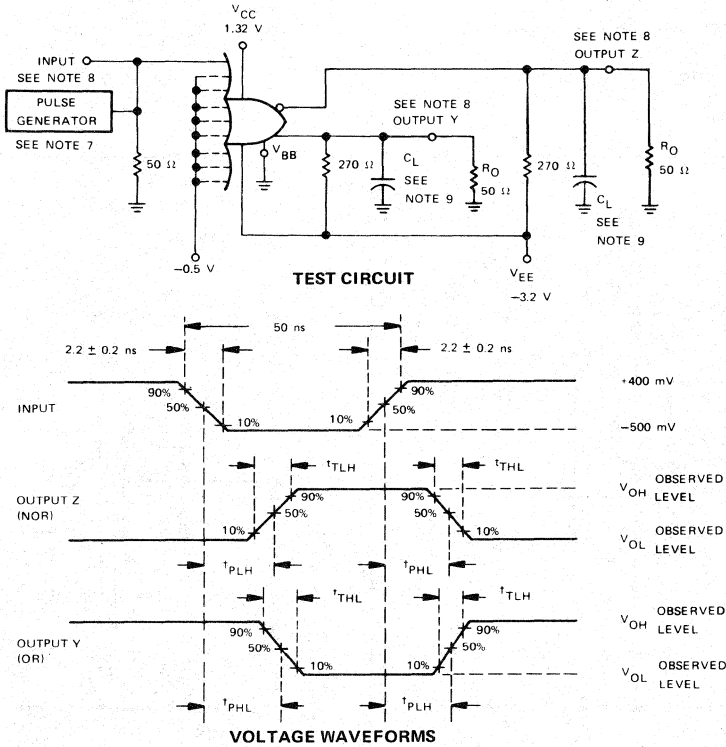 VCC
1.32 V
INPUT
SEE NOTE 8
PULSE
GENERATOR
SEE NOTE 7
50 Ω
VBB
−0.5 V
270 Ω
CL
SEE
NOTE 9
SEE NOTE 8
OUTPUT Y
RO
50 Ω
270 Ω
SEE NOTE 8
OUTPUT Z
CL
SEE
NOTE 9
RO
50 Ω
VEE
−3.2 V
TEST CIRCUIT
50 ns
2.2 ± 0.2 ns
2.2 ± 0.2 ns
INPUT
90%
50%
10%
10%
50%
90%
+400 mV
−500 mV
OUTPUT Z
(NOR)
tTLH
tTHL
10%
50%
90%
90%
50%
10%
VOH OBSERVED
LEVEL
VOL OBSERVED
LEVEL
tPLH
tPHL
OUTPUT Y
(OR)
tTHL
tTLH
90%
50%
10%
10%
50%
90%
VOH OBSERVED
LEVEL
VOL OBSERVED
LEVEL
tPHL
tPLH
VOLTAGE WAVEFORMS